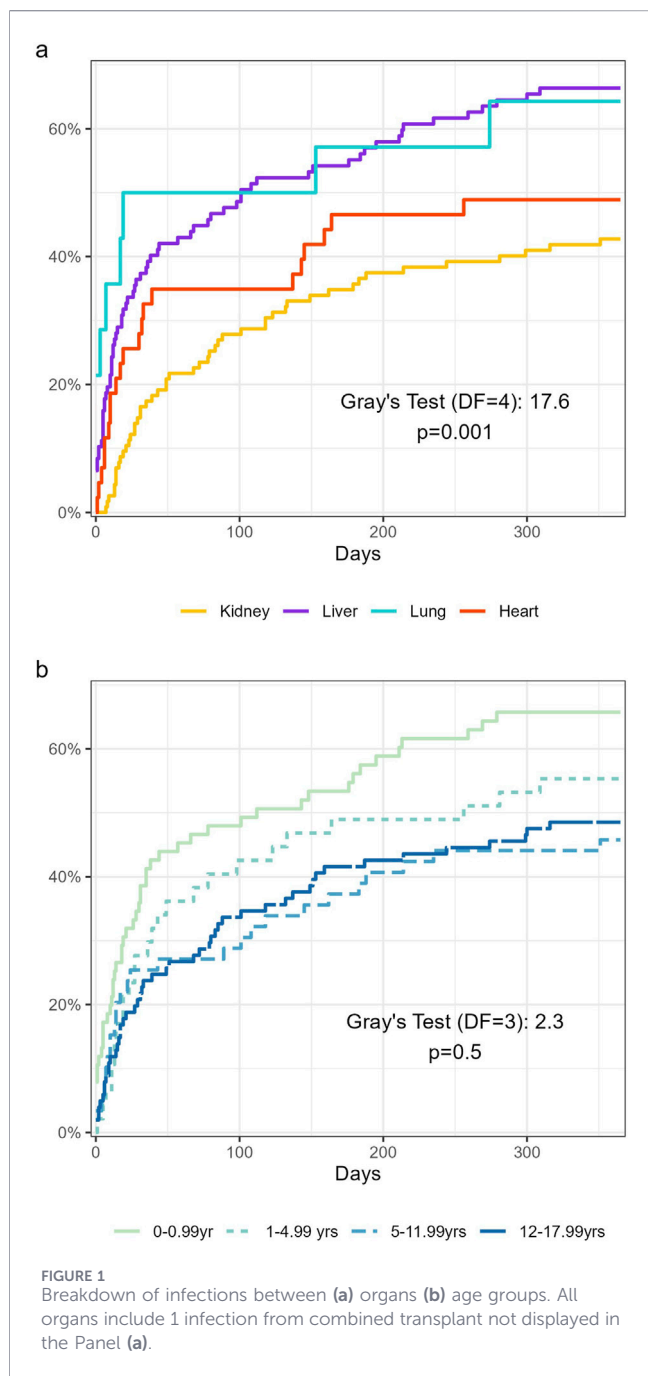 a
60%
40%
20%
0%
Gray's Test (DF=4): 17.6
p=0.001
0 100 200 300
Days
Kidney Liver Lung Heart
b
60%
40%
20%
0%
Gray's Test (DF=3): 2.3
p=0.5
0 100 200 300
Days
0-0.99yr 1-4.99 yrs 5-11.99yrs 12-17.99yrs
FIGURE 1
Breakdown of infections between (a) organs (b) age groups. All
organs include 1 infection from combined transplant not displayed in
the Panel (a).